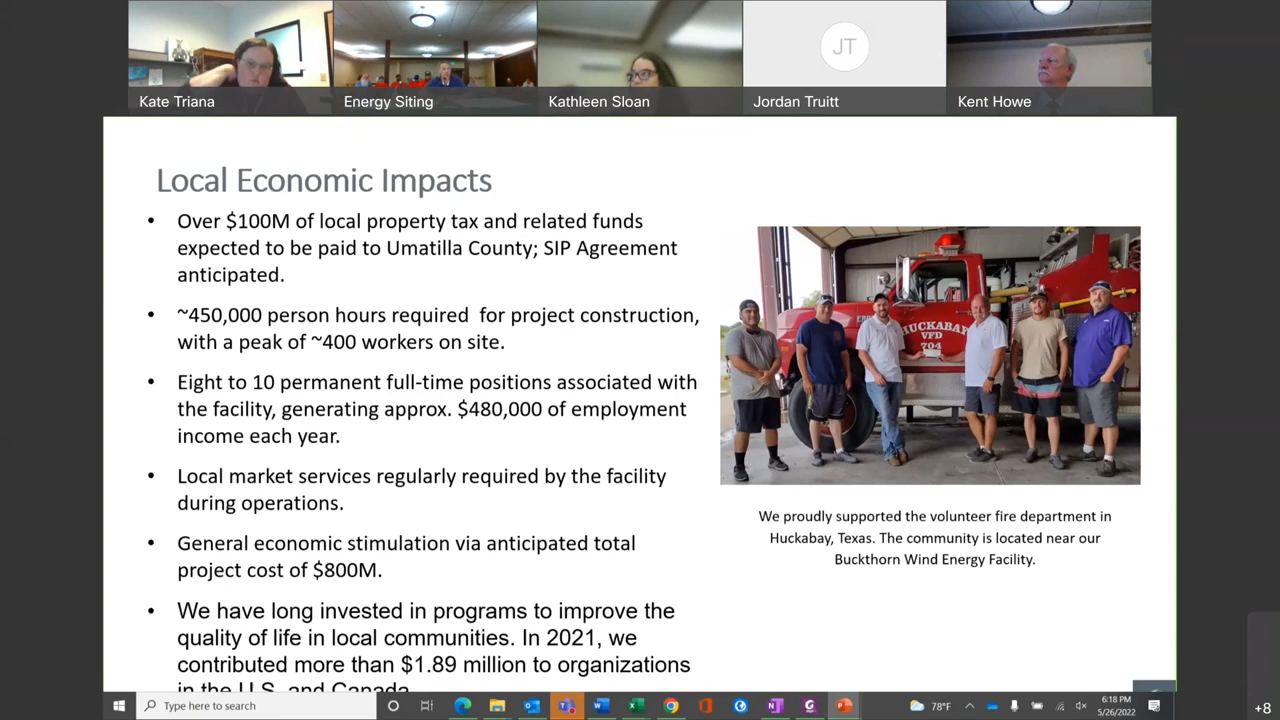 Kate Triana
Energy Siting
Kathleen Sloan
JT
Jordan Truitt
Kent Howe
Local Economic Impacts
• Over $100M of local property tax and related funds
expected to be paid to Umatilla County; SIP Agreement
anticipated.
• ~450,000 person hours required for project construction,
with a peak of ~400 workers on site.
• Eight to 10 permanent full-time positions associated with
the facility, generating approx. $480,000 of employment
income each year.
• Local market services regularly required by the facility
during operations.
• General economic stimulation via anticipated total
project cost of $800M.
• We have long invested in programs to improve the
quality of life in local communities. In 2021, we
contributed more than $1.89 million to organizations
in the U.S. and Canada
HUCKABAY
VFD
704
We proudly supported the volunteer fire department in
Huckabay, Texas. The community is located near our
Buckthorn Wind Energy Facility.
Type here to search
78°F
6:18 PM
5/26/2022
+8